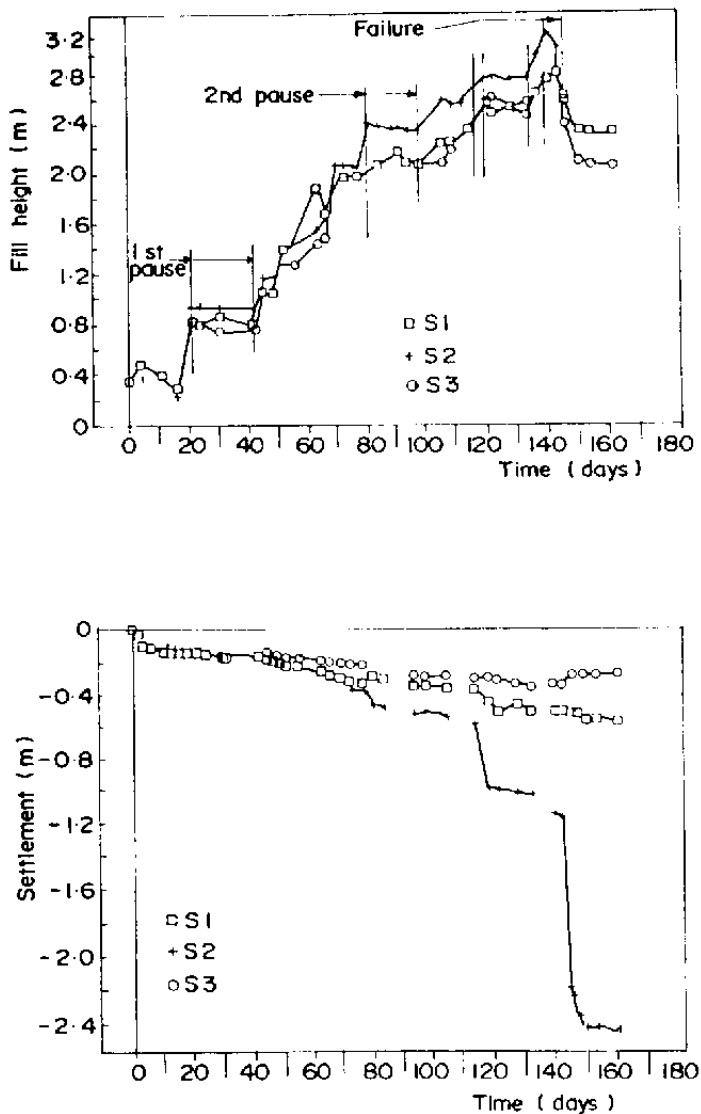 Failure
3·2
2·8
2nd pause
2·4
2·0
1·6
1·2
1st
pause
0·8
0·4
0
Fill height (m)
S1
S2
S3
0 20 40 60 80 100 120 140 160 180
Time (days)
0
-0·4
-0·8
-1·2
-1·6
-2·0
-2·4
Settlement (m)
S1
S2
S3
0 20 40 60 80 100 120 140 160 180
Time (days)